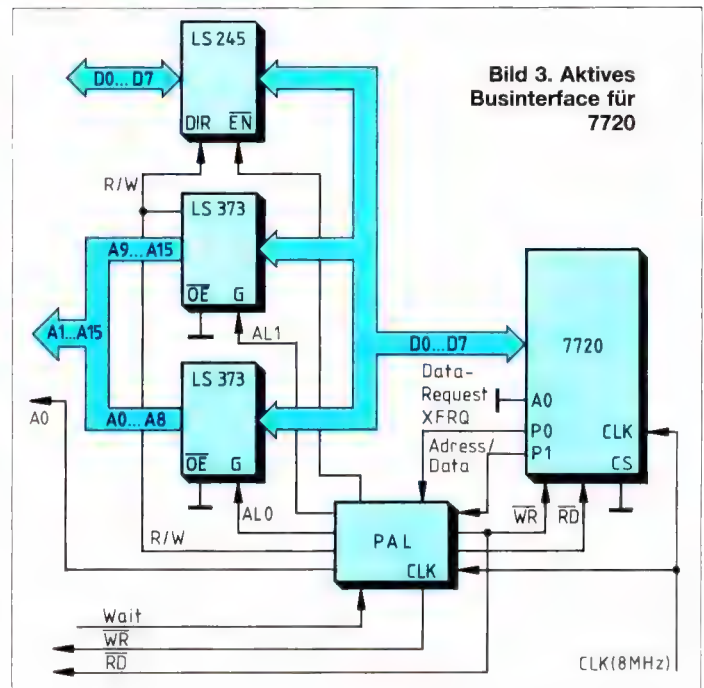 LS 245
D0... D7
DIR EN
Bild 3. Aktives
Businterface für
7720
R/W
LS 373
A9...A15
OE G
A1...A15
AL1
D0...D7
7720
Data-
Request
XFRQ
Adress/
Data
A0
P0
P1
CLK
CS
LS 373
A0...A8
A0
OE G
AL0
WR RD
R/W
PAL
CLK
Wait
WR
RD
CLK(8MHz)